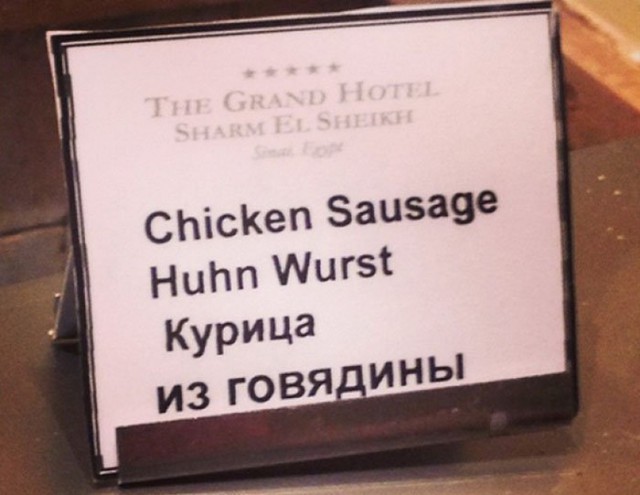 THE GRAND HOTEL
SHARM EL SHEIKH
Sinai, Egypt
Chicken Sausage
Huhn Wurst
Курица
из говядины